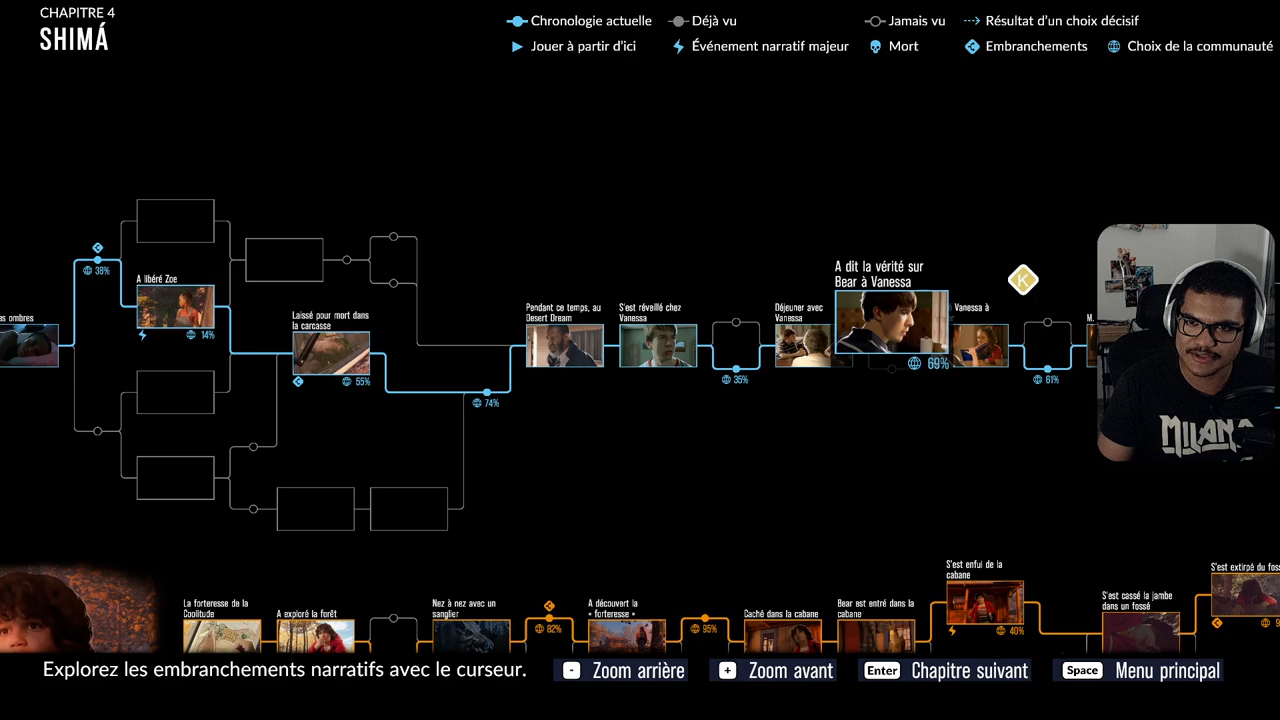 CHAPITRE 4
SHIMÁ
Chronologie actuelle
Déjà vu
Jamais vu
Résultat d'un choix décisif
Jouer à partir d'ici
Événement narratif majeur
Mort
Embranchements
Choix de la communauté
38%
A libéré Zoe
14%
as ombres
Laissé pour mort dans
la carcasse
55%
74%
Pendant ce temps, au
Desert Dream
S'est réveillé chez
Vanessa
35%
Déjeuner avec
Vanessa
A dit la vérité sur
Bear à Vanessa
69%
Vanessa à
K
61%
M.
MILANA
La forteresse de la
Coolitude
A exploré la forêt
Nez à nez avec un
sanglier
82%
A découvert la
« forteresse »
95%
Caché dans la cabane
Bear est entré dans la
cabane
S'est enfui de la
cabane
40%
S'est cassé la jambe
dans un fossé
S'est extirpé du foss
9
Explorez les embranchements narratifs avec le curseur.
- Zoom arrière
+ Zoom avant
Enter Chapitre suivant
Space Menu principal